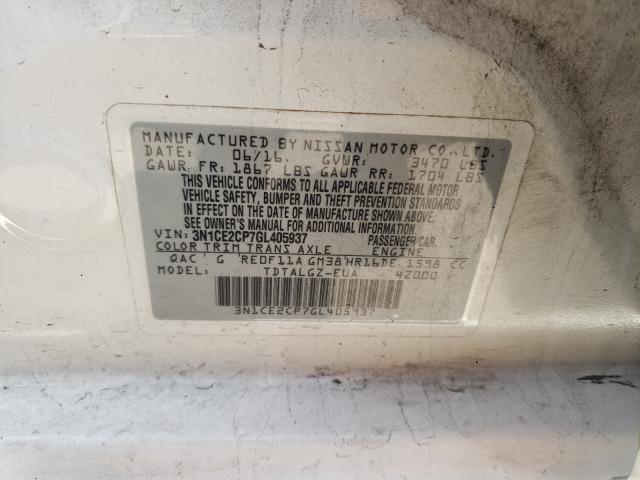 MANUFACTURED BY NISSAN MOTOR CO., LTD.
DATE: 06/16. GVWR: 3470 LBS
GAWR FR: 1867 LBS GAWR RR: 1704 LBS
THIS VEHICLE CONFORMS TO ALL APPLICABLE FEDERAL MOTOR
VEHICLE SAFETY, BUMPER AND THEFT PREVENTION STANDARDS
IN EFFECT ON THE DATE OF MANUFACTURE SHOWN ABOVE.
SEE OWNER'S MANUAL FOR ADDITIONAL INFORMATION.
VIN: 3N1CE2CP7GL405937 PASSENGER CAR.
COLOR TRIM TRANS AXLE ENGINE
QAC G RE0F11A GM38 HR16DE 1598 CC
MODEL: TDTALGZ-EUA 4Z000
3N1CE2CP7GL405937